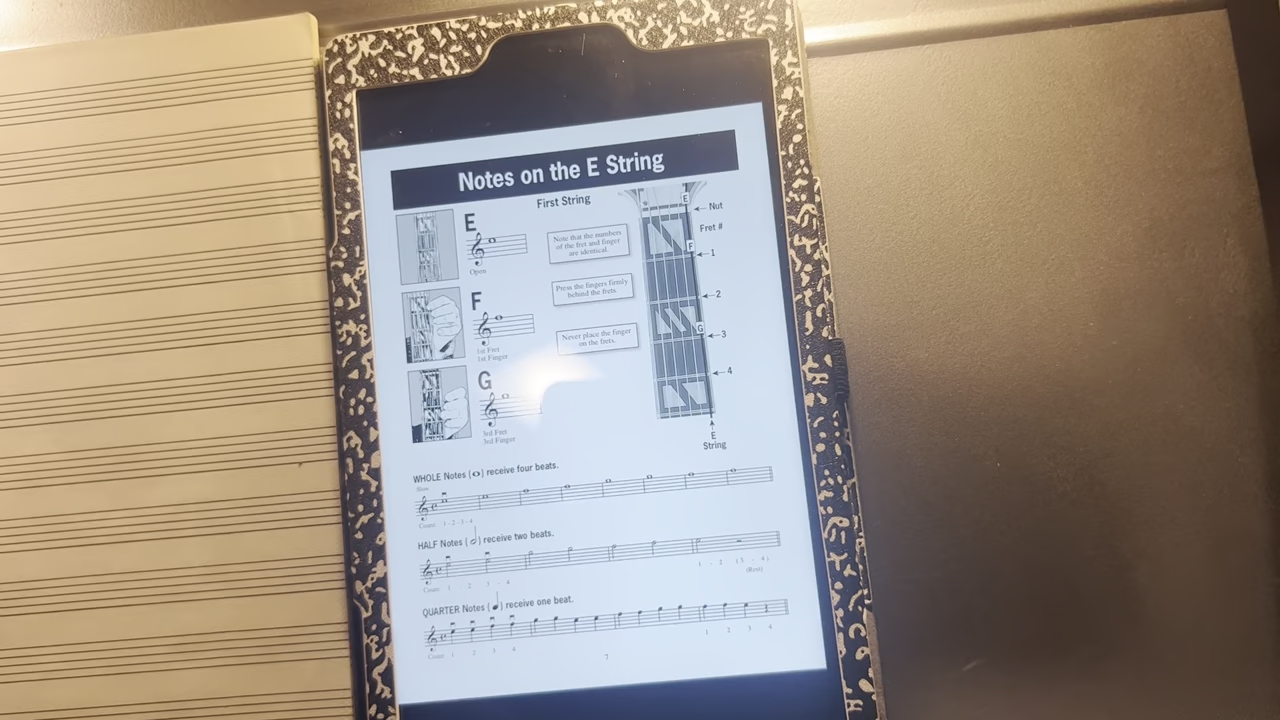 Notes on the E String
First String
E
Open
F
1st Fret
1st Finger
G
3rd Fret
3rd Finger
Note that the numbers
of the fret and finger
are identical.
Press the fingers firmly
behind the frets
Never place the finger
on the frets.
E
Nut
Fret #
F
1
2
G
3
4
E
String
WHOLE Notes ( ) receive four beats.
Slow
Count: 1 - 2 - 3 - 4
HALF Notes ( ) receive two beats.
Count: 1 - 2 3 - 4 1 - 2 (3 - 4)
(Rest)
QUARTER Notes ( ) receive one beat.
Count: 1 2 3 4 1 2 3 4
7